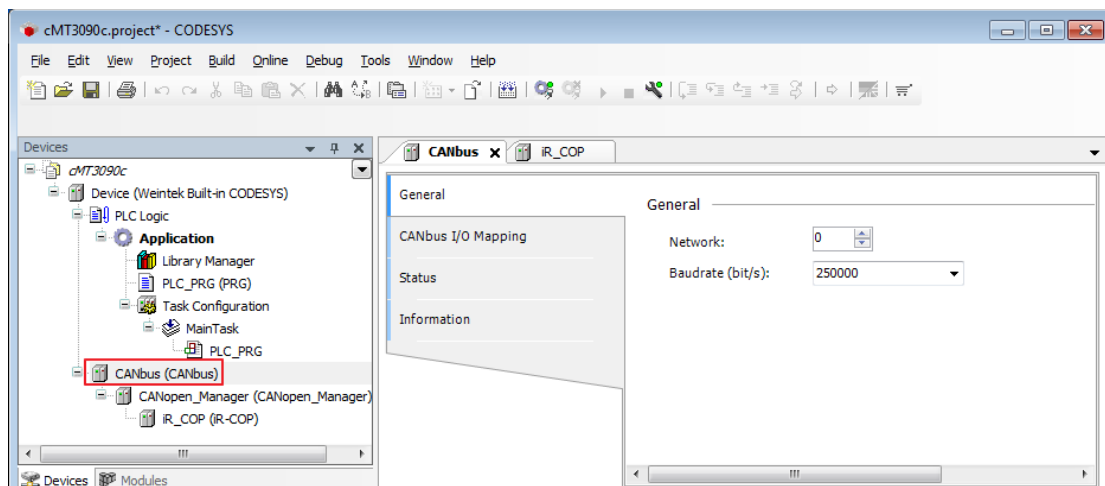 cMT3090c.project* - CODESYS
File Edit View Project Build Online Debug Tools Window Help
Devices
cMT3090c
Device (Weintek Built-in CODESYS)
PLC Logic
Application
Library Manager
PLC_PRG (PRG)
Task Configuration
MainTask
PLC_PRG
CANbus (CANbus)
CANopen_Manager (CANopen_Manager)
iR_COP (iR-COP)
Devices Modules
CANbus iR_COP
General
CANbus I/O Mapping
Status
Information
General
Network: 0
Baudrate (bit/s): 250000